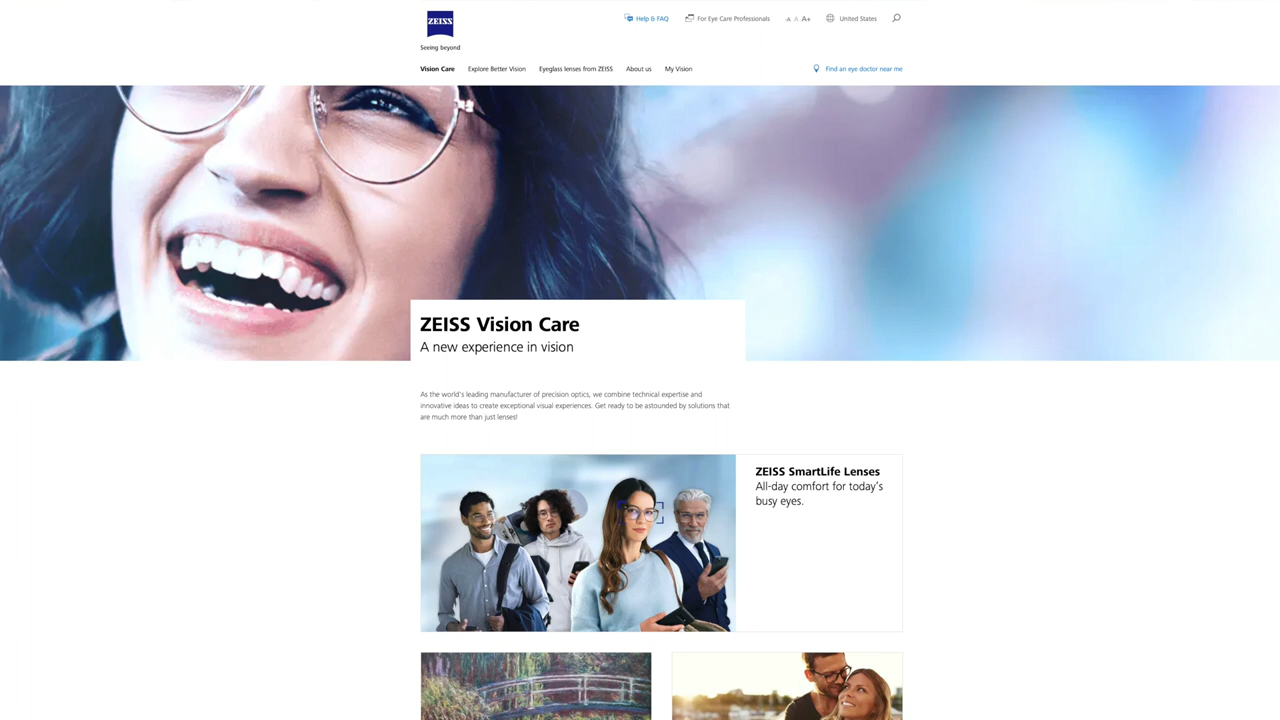 ZEISS
Seeing beyond
Help & FAQ
For Eye Care Professionals
-A A A+
United States
Vision Care
Explore Better Vision
Eyeglass lenses from ZEISS
About us
My Vision
Find an eye doctor near me
ZEISS Vision Care
A new experience in vision
As the world's leading manufacturer of precision optics, we combine technical expertise and
innovative ideas to create exceptional visual experiences. Get ready to be astounded by solutions that
are much more than just lenses!
ZEISS SmartLife Lenses
All-day comfort for today's
busy eyes.